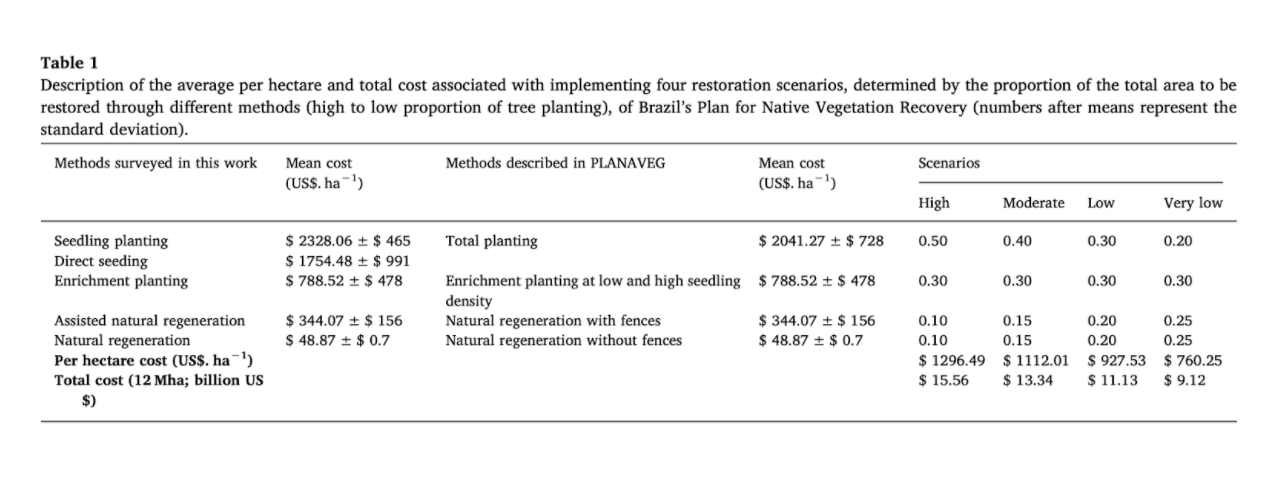 Table 1
Description of the average per hectare and total cost associated with implementing four restoration scenarios, determined by the proportion of the total area to be
restored through different methods (high to low proportion of tree planting), of Brazil's Plan for Native Vegetation Recovery (numbers after means represent the
standard deviation).
Methods surveyed in this work Mean cost Methods described in PLANAVEG Mean cost Scenarios
(US$. ha⁻¹) (US$. ha⁻¹)
High Moderate Low Very low
Seedling planting $ 2328.06 ± $ 465 Total planting $ 2041.27 ± $ 728 0.50 0.40 0.30 0.20
Direct seeding $ 1754.48 ± $ 991
Enrichment planting $ 788.52 ± $ 478 Enrichment planting at low and high seedling $ 788.52 ± $ 478 0.30 0.30 0.30 0.30
density
Assisted natural regeneration $ 344.07 ± $ 156 Natural regeneration with fences $ 344.07 ± $ 156 0.10 0.15 0.20 0.25
Natural regeneration $ 48.87 ± $ 0.7 Natural regeneration without fences $ 48.87 ± $ 0.7 0.10 0.15 0.20 0.25
Per hectare cost (US$. ha⁻¹) $ 1296.49 $ 1112.01 $ 927.53 $ 760.25
Total cost (12 Mha; billion US $ 15.56 $ 13.34 $ 11.13 $ 9.12
$)